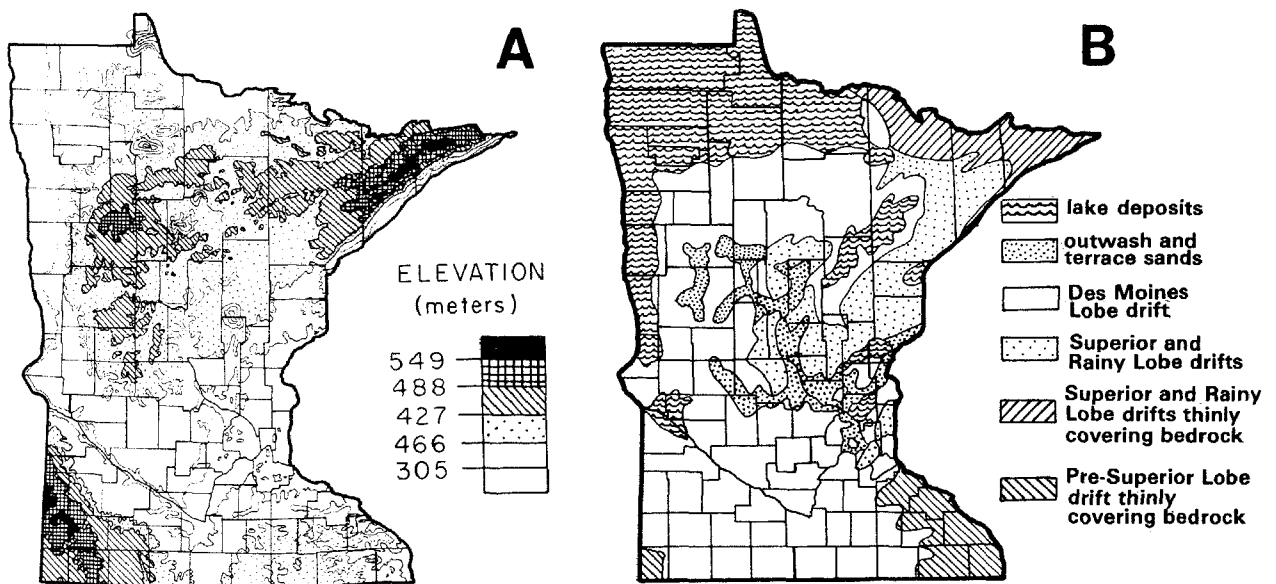 A
ELEVATION
(meters)
549
488
427
466
305
B
lake deposits
outwash and
terrace sands
Des Moines
Lobe drift
Superior and
Rainy Lobe drifts
Superior and Rainy
Lobe drifts thinly
covering bedrock
Pre-Superior Lobe
drift thinly
covering bedrock